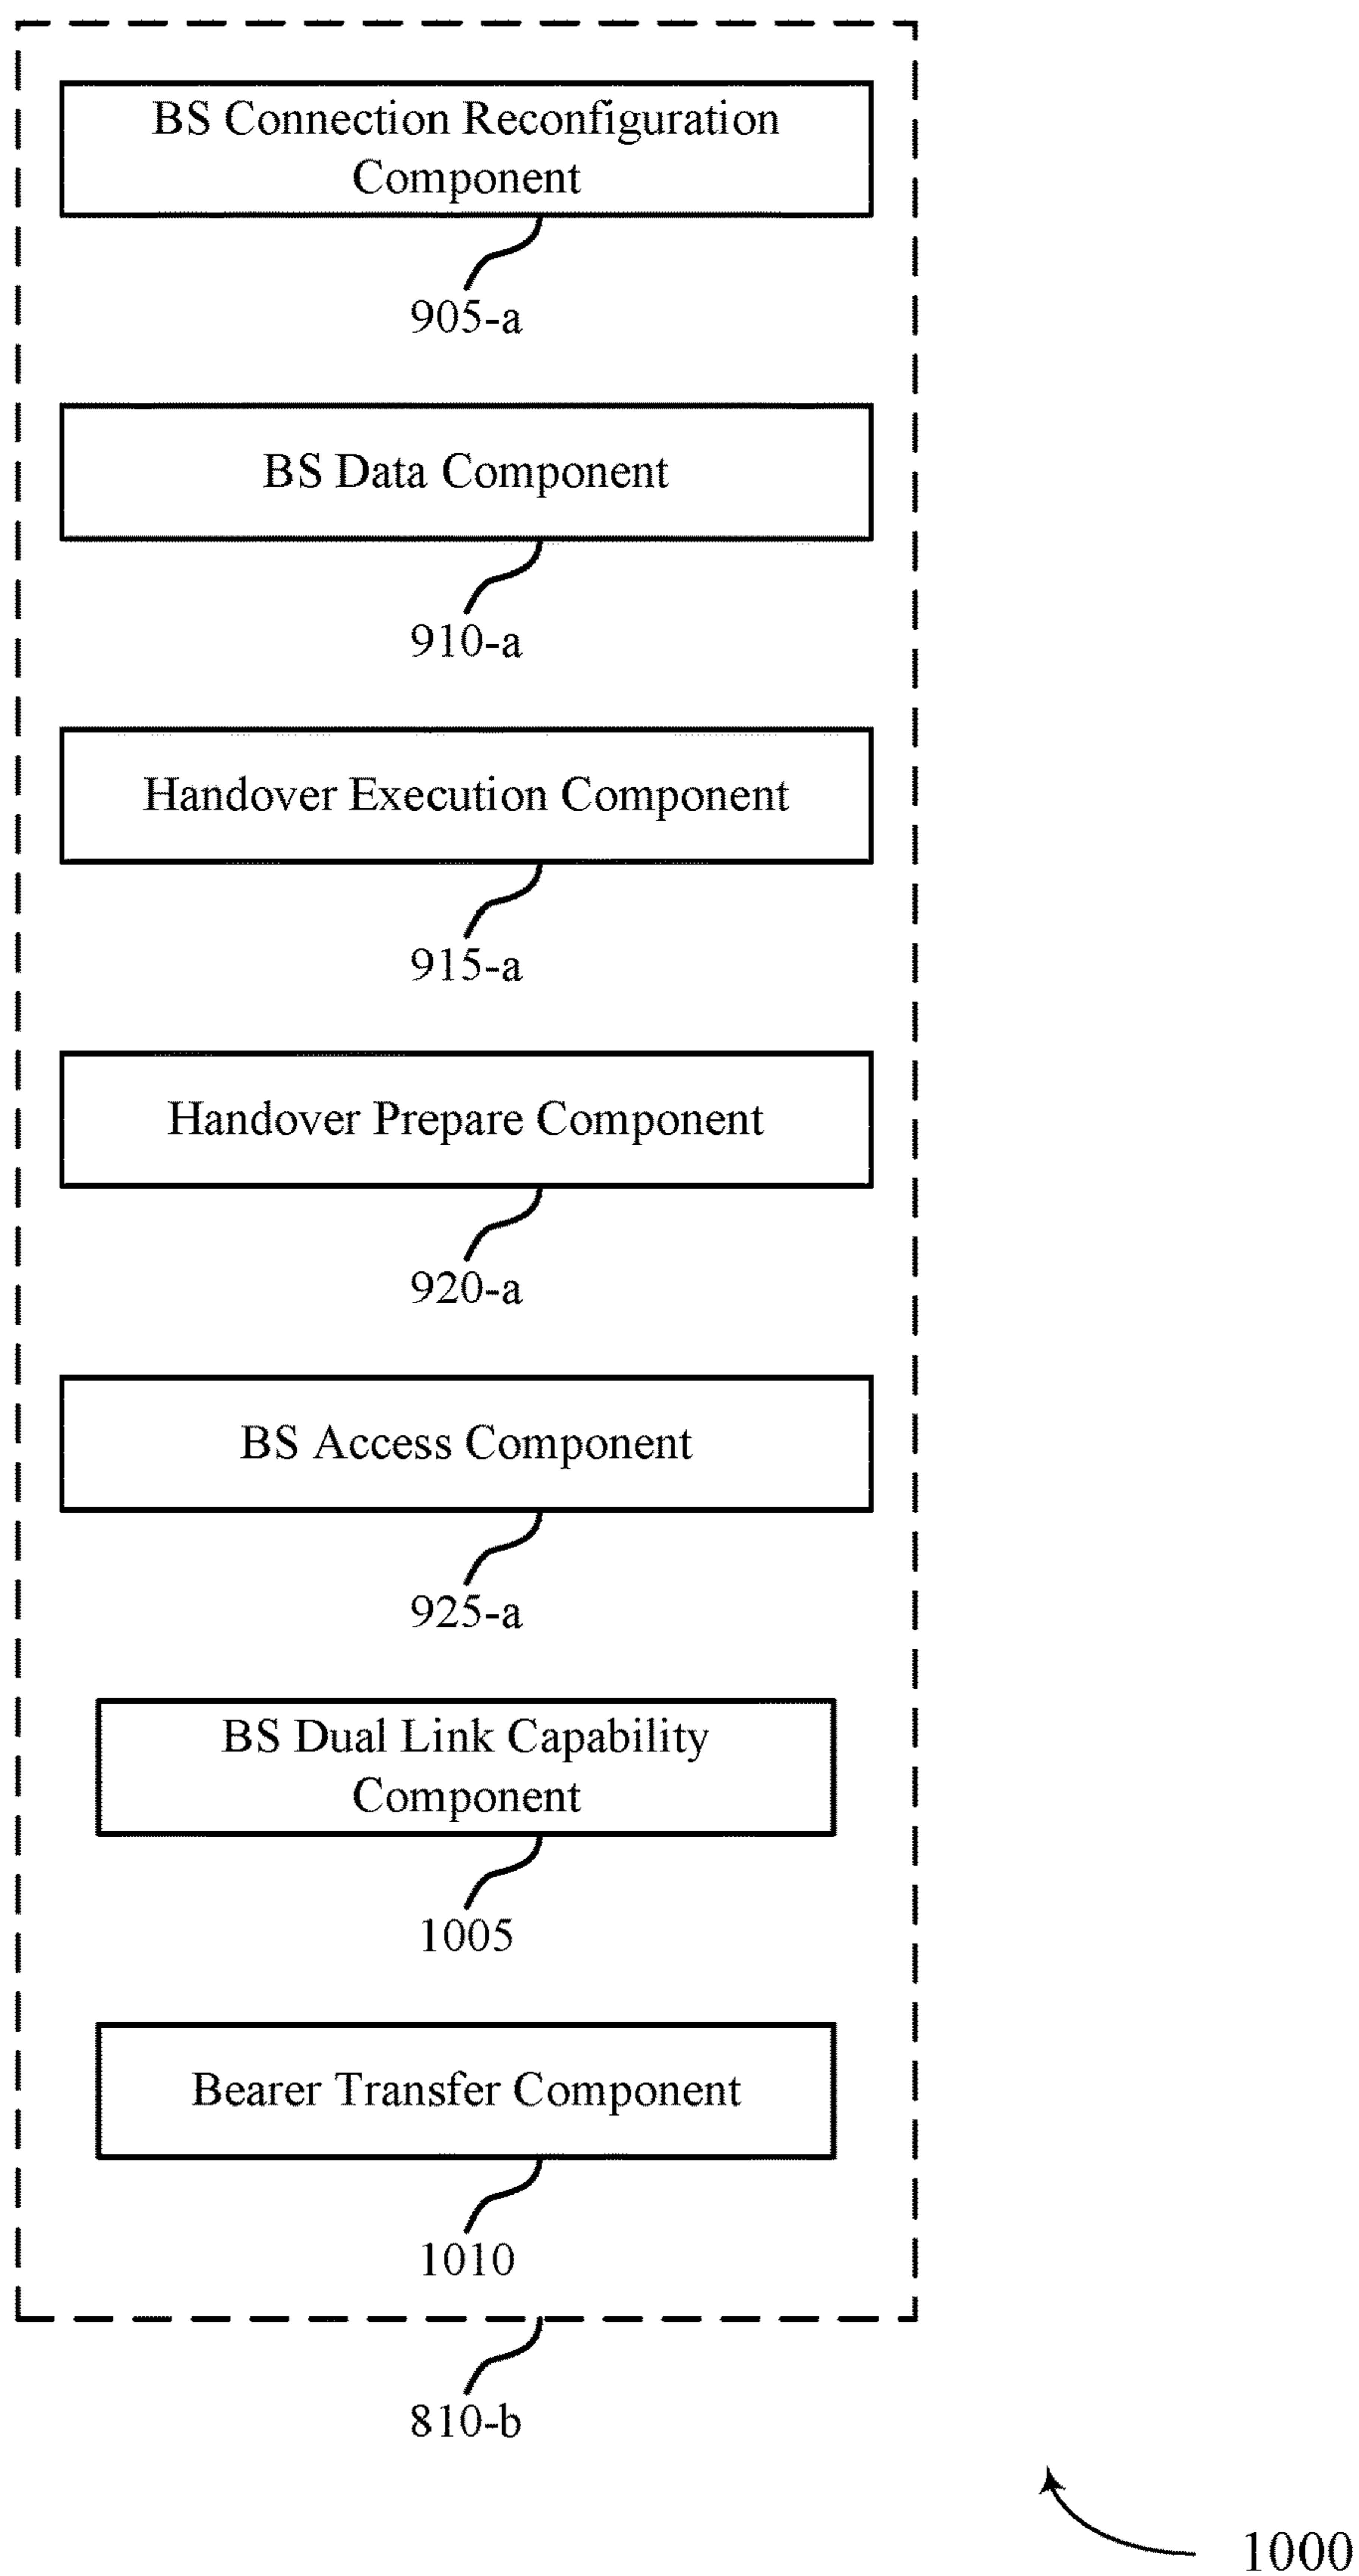 BS Connection Reconfiguration
Component
905-a
BS Data Component
910-a
Handover Execution Component
915-a
Handover Prepare Component
920-a
BS Access Component
925-a
BS Dual Link Capability
Component
1005
Bearer Transfer Component
1010
810-b
1000